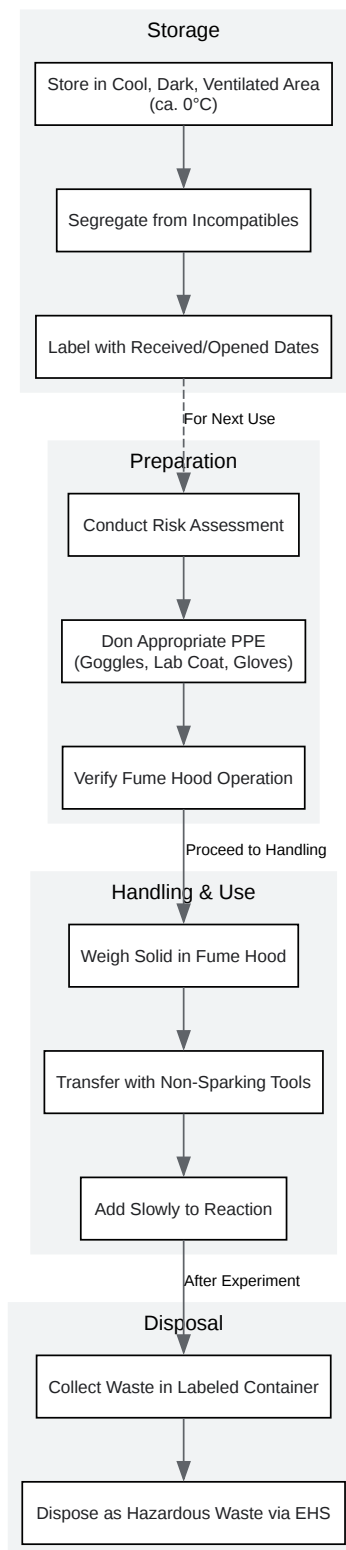 Storage
Store in Cool, Dark, Ventilated Area
(ca. 0°C)
Segregate from Incompatibles
Label with Received/Opened Dates
For Next Use
Preparation
Conduct Risk Assessment
Don Appropriate PPE
(Goggles, Lab Coat, Gloves)
Verify Fume Hood Operation
Proceed to Handling
Handling & Use
Weigh Solid in Fume Hood
Transfer with Non-Sparking Tools
Add Slowly to Reaction
After Experiment
Disposal
Collect Waste in Labeled Container
Dispose as Hazardous Waste via EHS